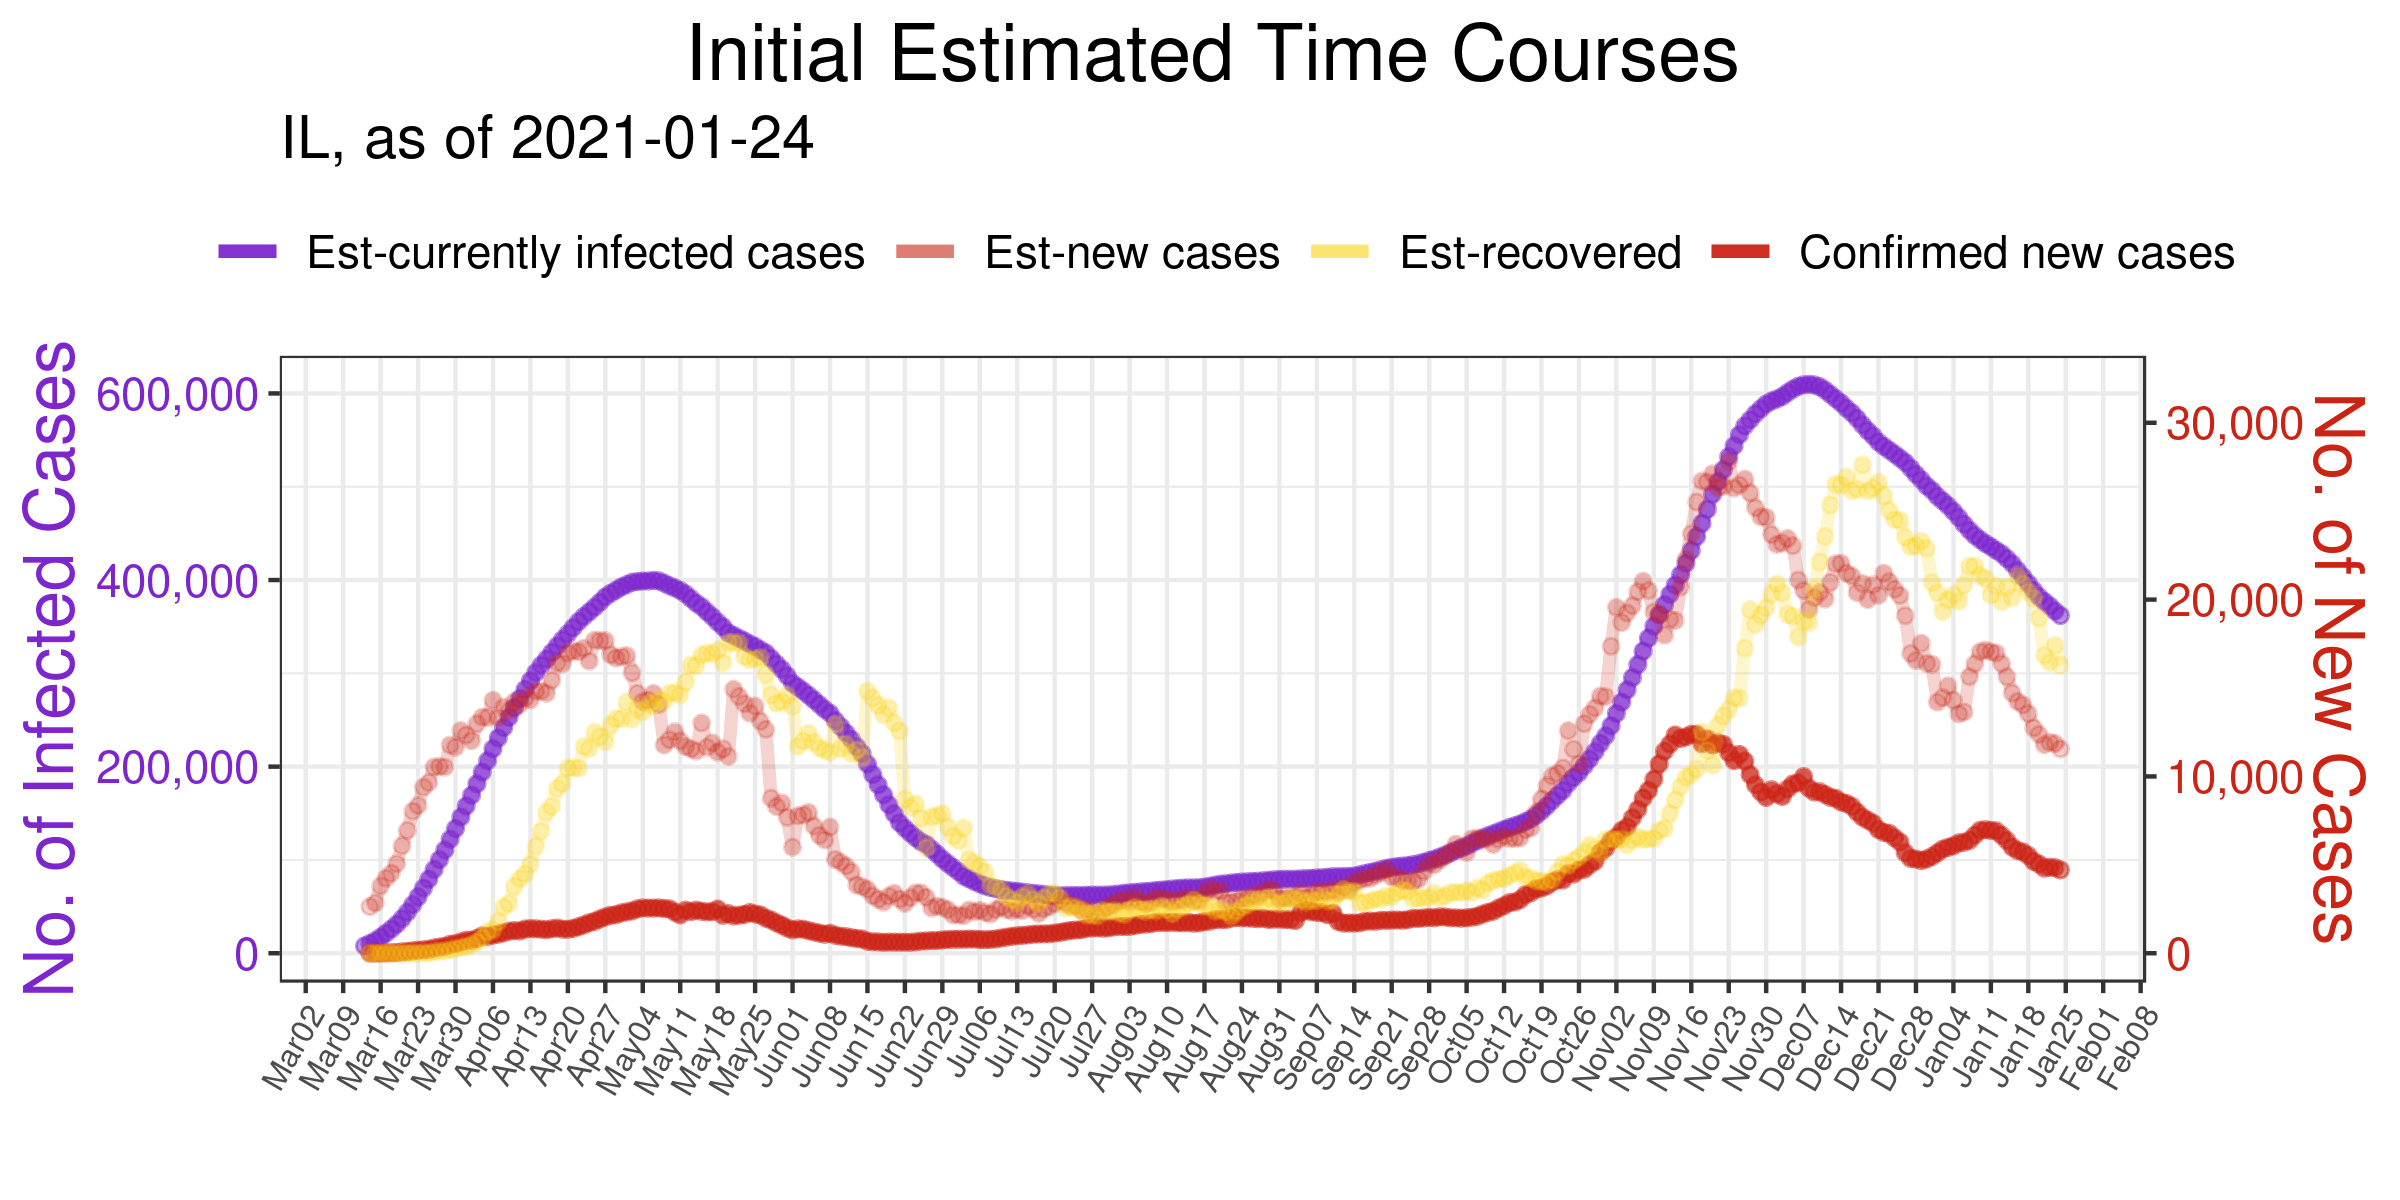 Initial Estimated Time Courses
IL, as of 2021-01-24
Est-currently infected cases
Est-new cases
Est-recovered
Confirmed new cases
No. of Infected Cases
600,000
400,000
200,000
0
30,000
20,000
10,000
0
No. of New Cases
Mar02
Mar09
Mar16
Mar23
Mar30
Apr06
Apr13
Apr20
Apr27
May04
May11
May18
May25
Jun01
Jun08
Jun15
Jun22
Jun29
Jul06
Jul13
Jul20
Jul27
Aug03
Aug10
Aug17
Aug24
Aug31
Sep07
Sep14
Sep21
Sep28
Oct05
Oct12
Oct19
Oct26
Nov02
Nov09
Nov16
Nov23
Nov30
Dec07
Dec14
Dec21
Dec28
Jan04
Jan11
Jan18
Jan25
Feb01
Feb08